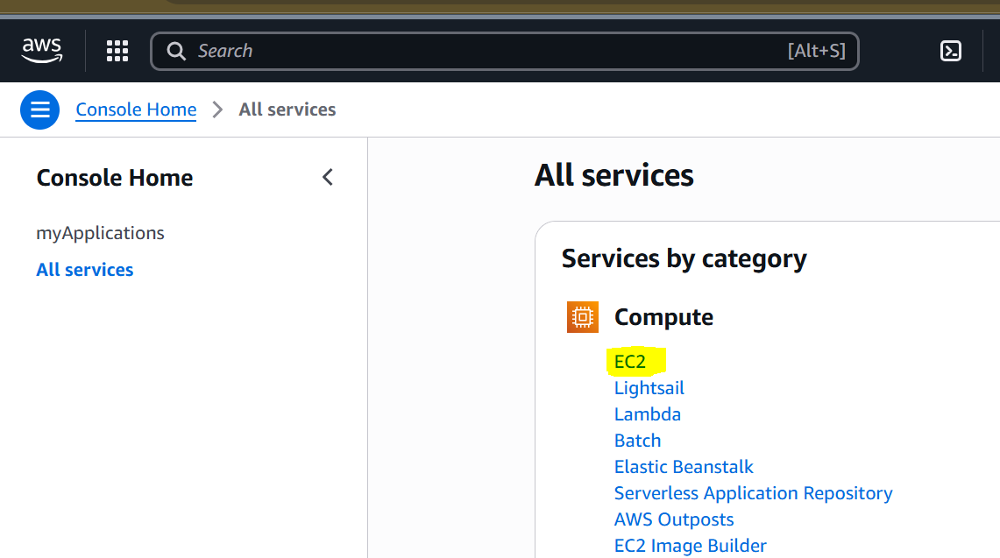 aws
Search [Alt+S]
Console Home All services
Console Home
myApplications
All services
All services
Services by category
Compute
EC2
Lightsail
Lambda
Batch
Elastic Beanstalk
Serverless Application Repository
AWS Outposts
EC2 Image Builder